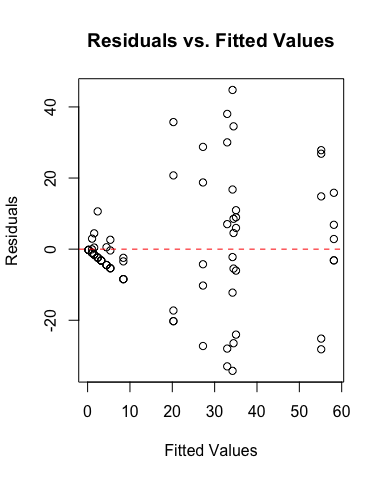 Residuals vs. Fitted Values
Residuals
40
20
0
-20
0 10 20 30 40 50 60
Fitted Values